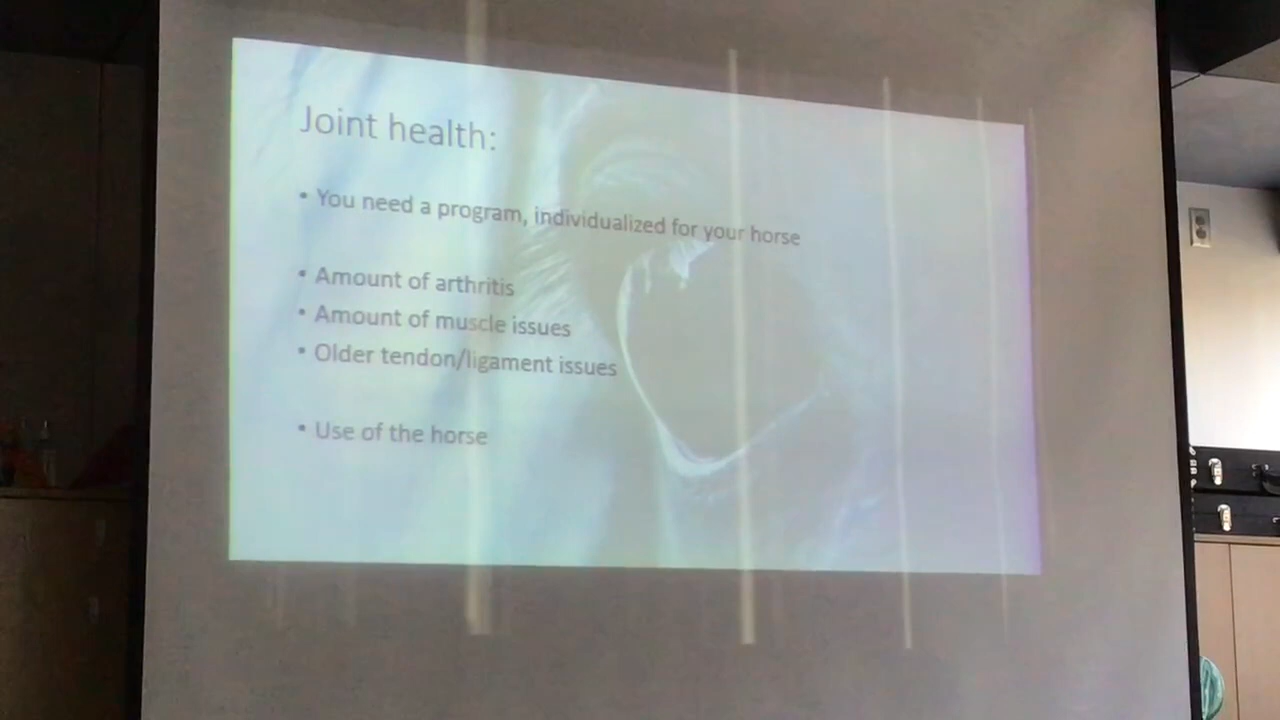 Joint health:
• You need a program, individualized for your horse
• Amount of arthritis
• Amount of muscle issues
• Older tendon/ligament issues
• Use of the horse